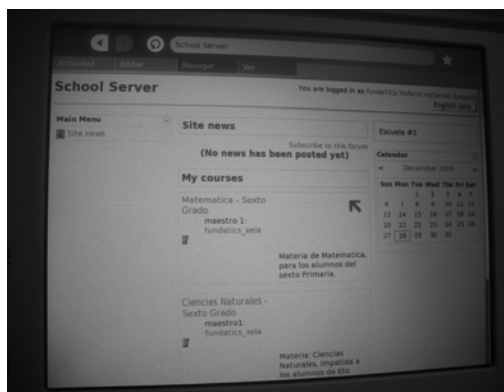 School Server
Actividad Editar Navegar Ver
School Server
You are logged in as
English (en)
Main Menu
Site news
Site news
Subscribe to this forum
(No news has been posted yet)
My courses
Matematica - Sexto
Grado
maestro 1:
fundatics_xela
Materia de Matematica,
para los alumnos del
sexto Primaria.
Ciencias Naturales -
Sexto Grado
maestro1:
fundatics_xela
Materia: Ciencias
Naturales, impatida a
los alumnos de 6to
Escuela #1
Calendar
December 2009
Sun Mon Tue Wed Thu Fri Sat
1 2 3 4 5
6 7 8 9 10 11 12
13 14 15 16 17 18 19
20 21 22 23 24 25 26
27 28 29 30 31